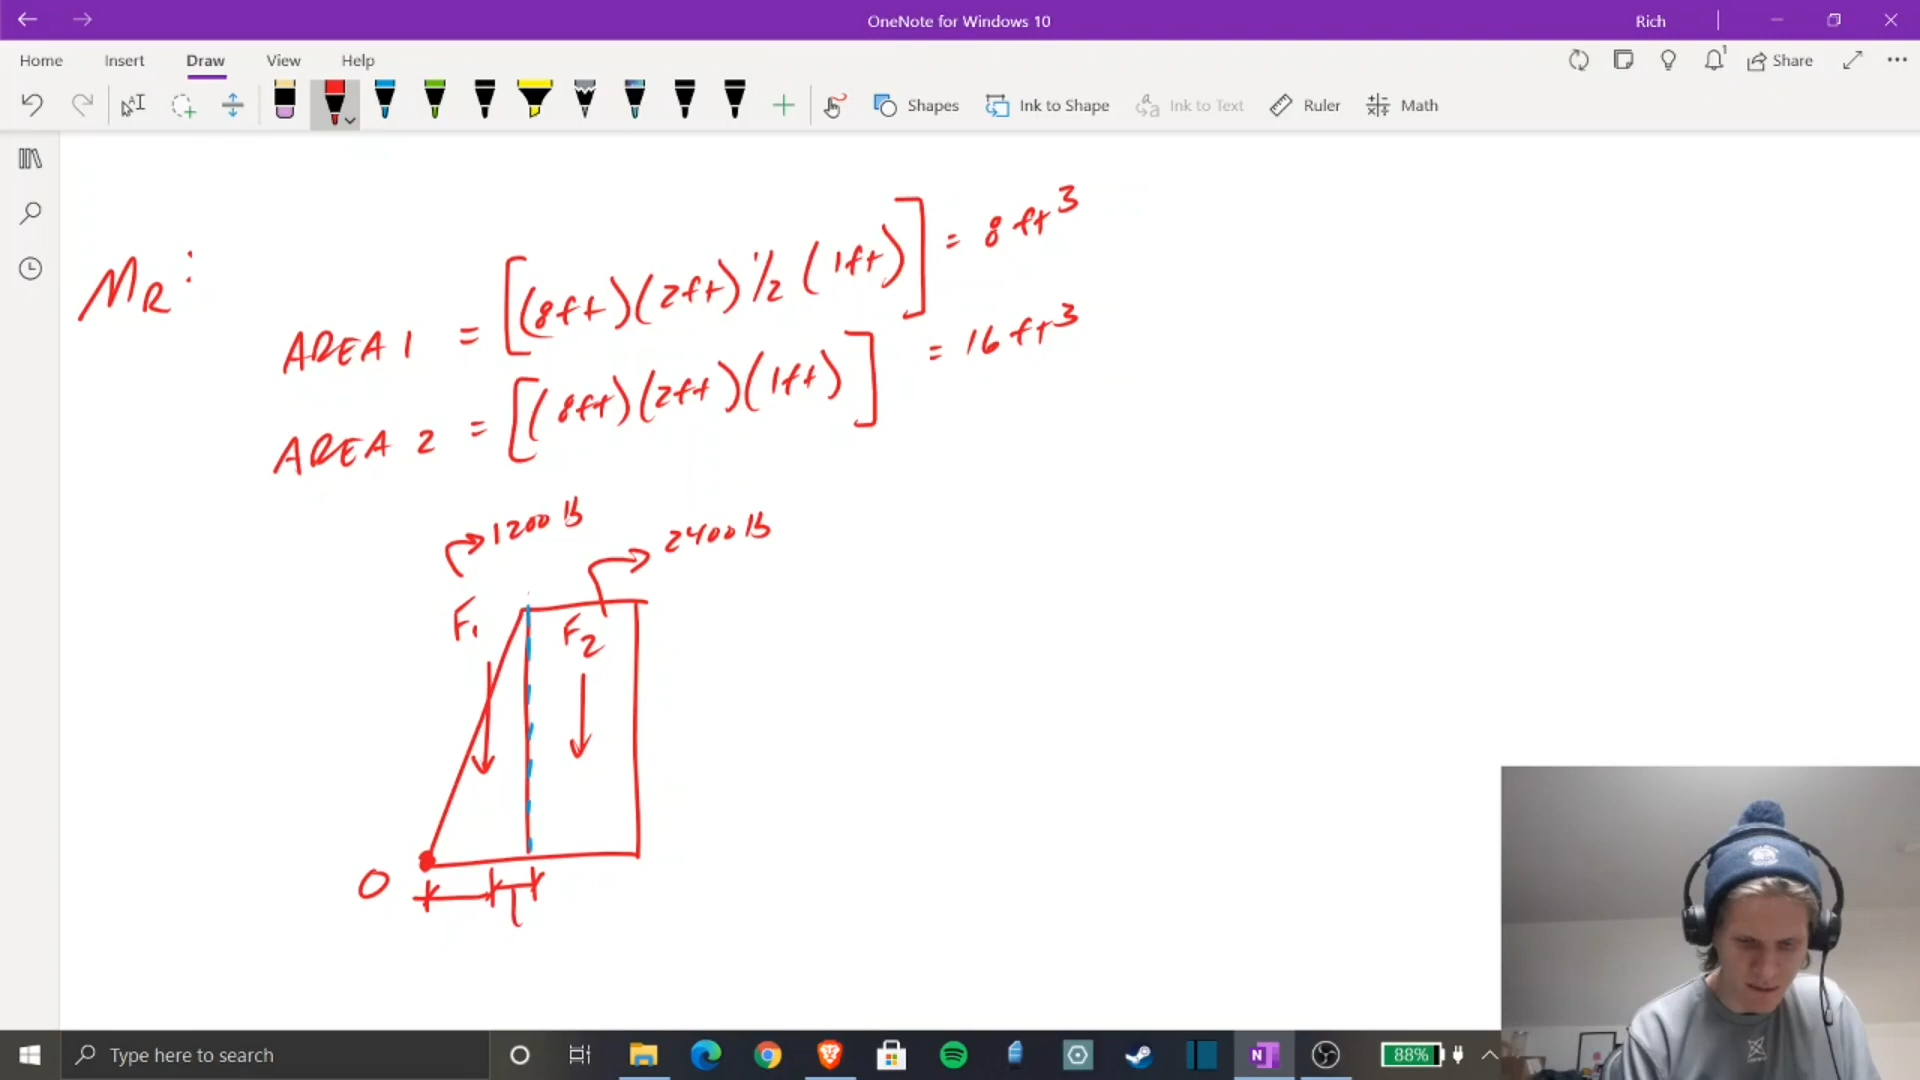 OneNote for Windows 10
Rich
Home Insert Draw View Help
1
Share
Shapes Ink to Shape Ink to Text Ruler Math
MR:
AREA 1 = [(8ft)(2ft) 1/2 (1ft)] = 8 ft³
AREA 2 = [(8ft)(2ft)(1ft)] = 16 ft³
1200 lb
2400 lb
F1
F2
O
Type here to search
88%